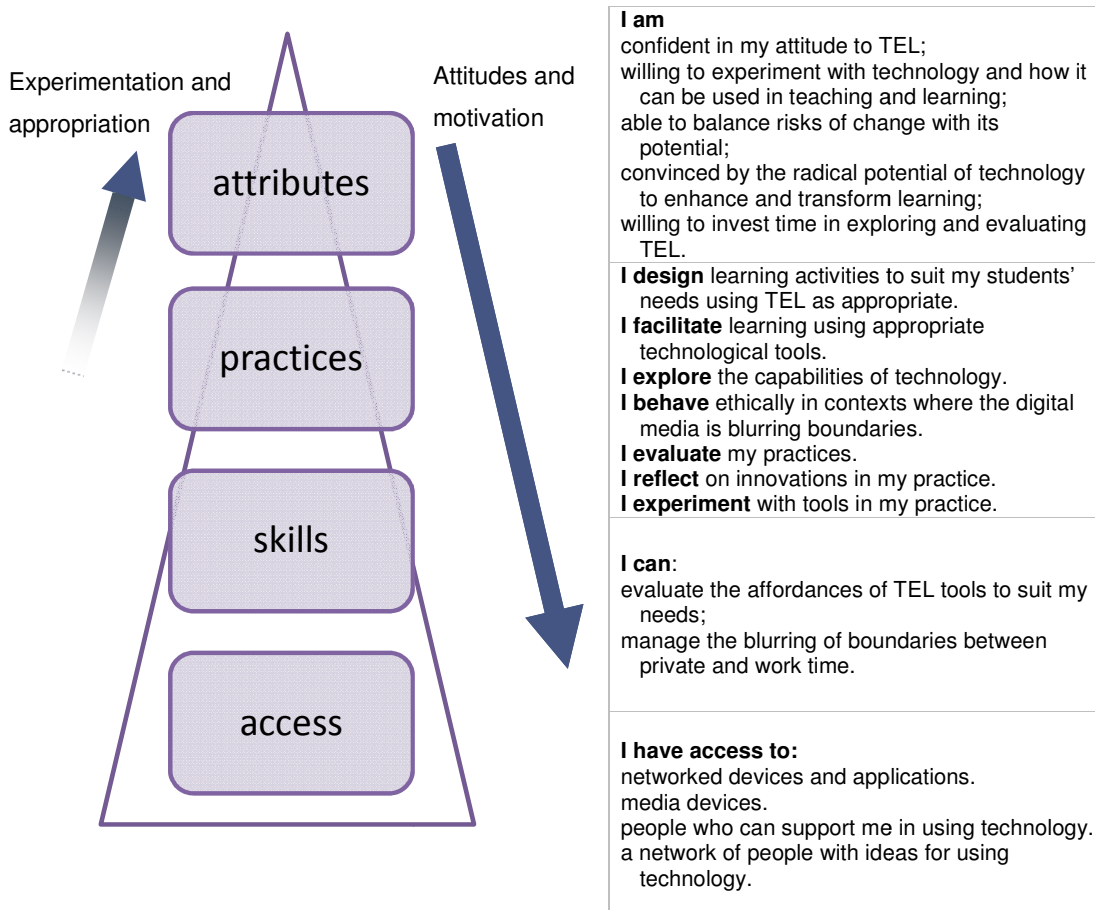 Experimentation and
appropriation
Attitudes and
motivation
attributes
practices
skills
access
I am
confident in my attitude to TEL;
willing to experiment with technology and how it
can be used in teaching and learning;
able to balance risks of change with its
potential;
convinced by the radical potential of technology
to enhance and transform learning;
willing to invest time in exploring and evaluating
TEL.
I design learning activities to suit my students’
needs using TEL as appropriate.
I facilitate learning using appropriate
technological tools.
I explore the capabilities of technology.
I behave ethically in contexts where the digital
media is blurring boundaries.
I evaluate my practices.
I reflect on innovations in my practice.
I experiment with tools in my practice.
I can:
evaluate the affordances of TEL tools to suit my
needs;
manage the blurring of boundaries between
private and work time.
I have access to:
networked devices and applications.
media devices.
people who can support me in using technology.
a network of people with ideas for using
technology.